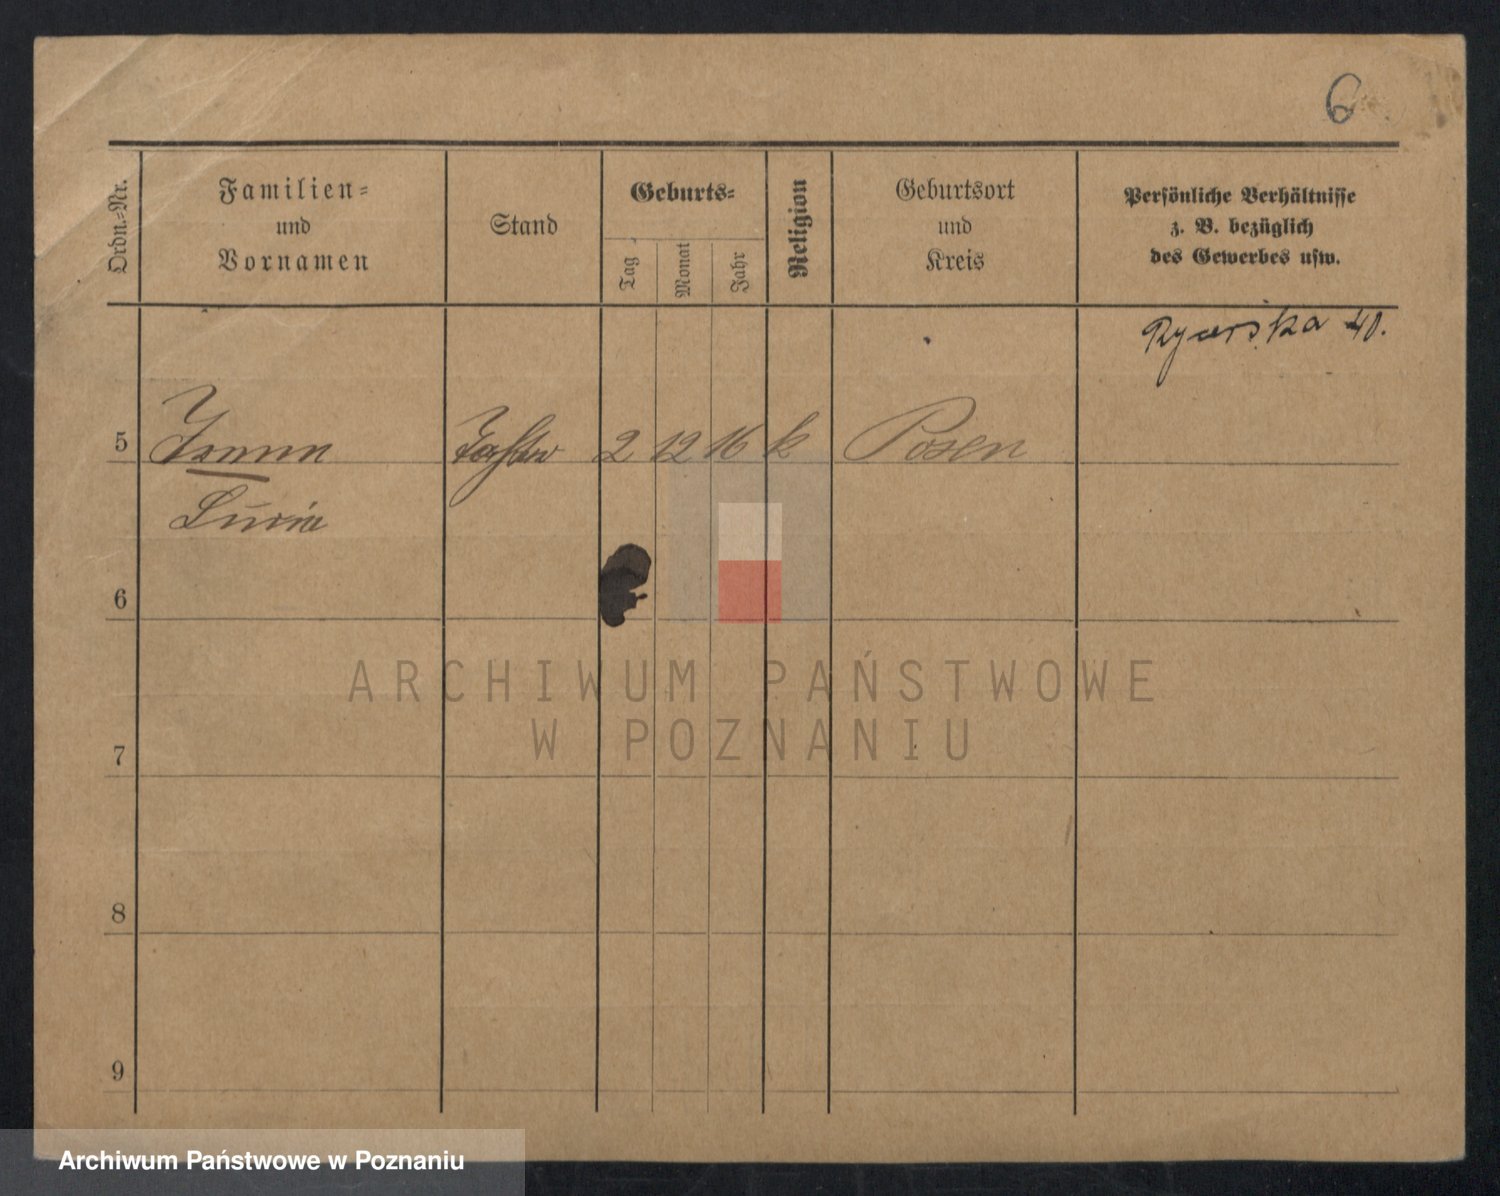 6
Ordn.-Nr.
Familien-
und
Vornamen
Stand
Geburts-
Tag
Monat
Jahr
Religion
Geburtsort
und
Kreis
Persönliche Verhältnisse
z. B. bezüglich
des Gewerbes usw.
Rycerska 40.
5 Tochter 2 12 16 k Posen
6
7
8
9
ARCHIWUM PAŃSTWOWE
W POZNANIU
Archiwum Państwowe w Poznaniu